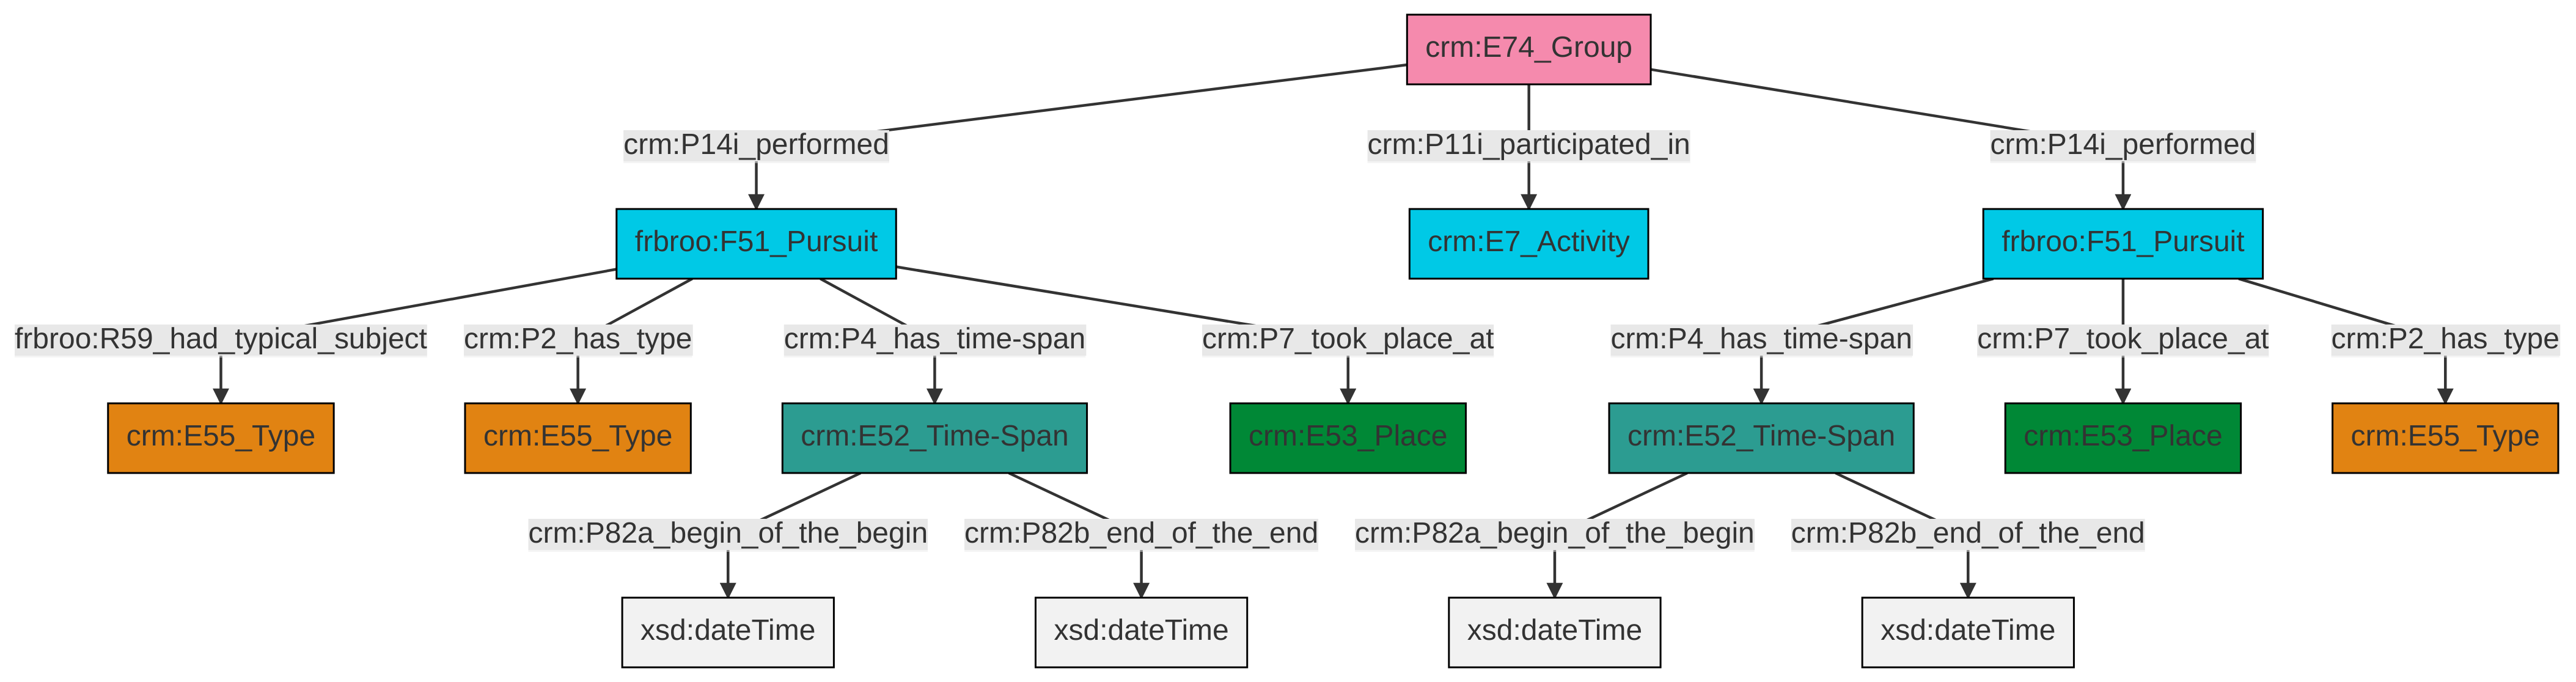 crm:E74_Group
crm:P14i_performed
crm:P11i_participated_in
crm:P14i_performed
frbroo:F51_Pursuit
crm:E7_Activity
frbroo:F51_Pursuit
frbroo:R59_had_typical_subject
crm:P2_has_type
crm:P4_has_time-span
crm:P7_took_place_at
crm:P4_has_time-span
crm:P7_took_place_at
crm:P2_has_type
crm:E55_Type
crm:E55_Type
crm:E52_Time-Span
crm:E53_Place
crm:E52_Time-Span
crm:E53_Place
crm:E55_Type
crm:P82a_begin_of_the_begin
crm:P82b_end_of_the_end
crm:P82a_begin_of_the_begin
crm:P82b_end_of_the_end
xsd:dateTime
xsd:dateTime
xsd:dateTime
xsd:dateTime